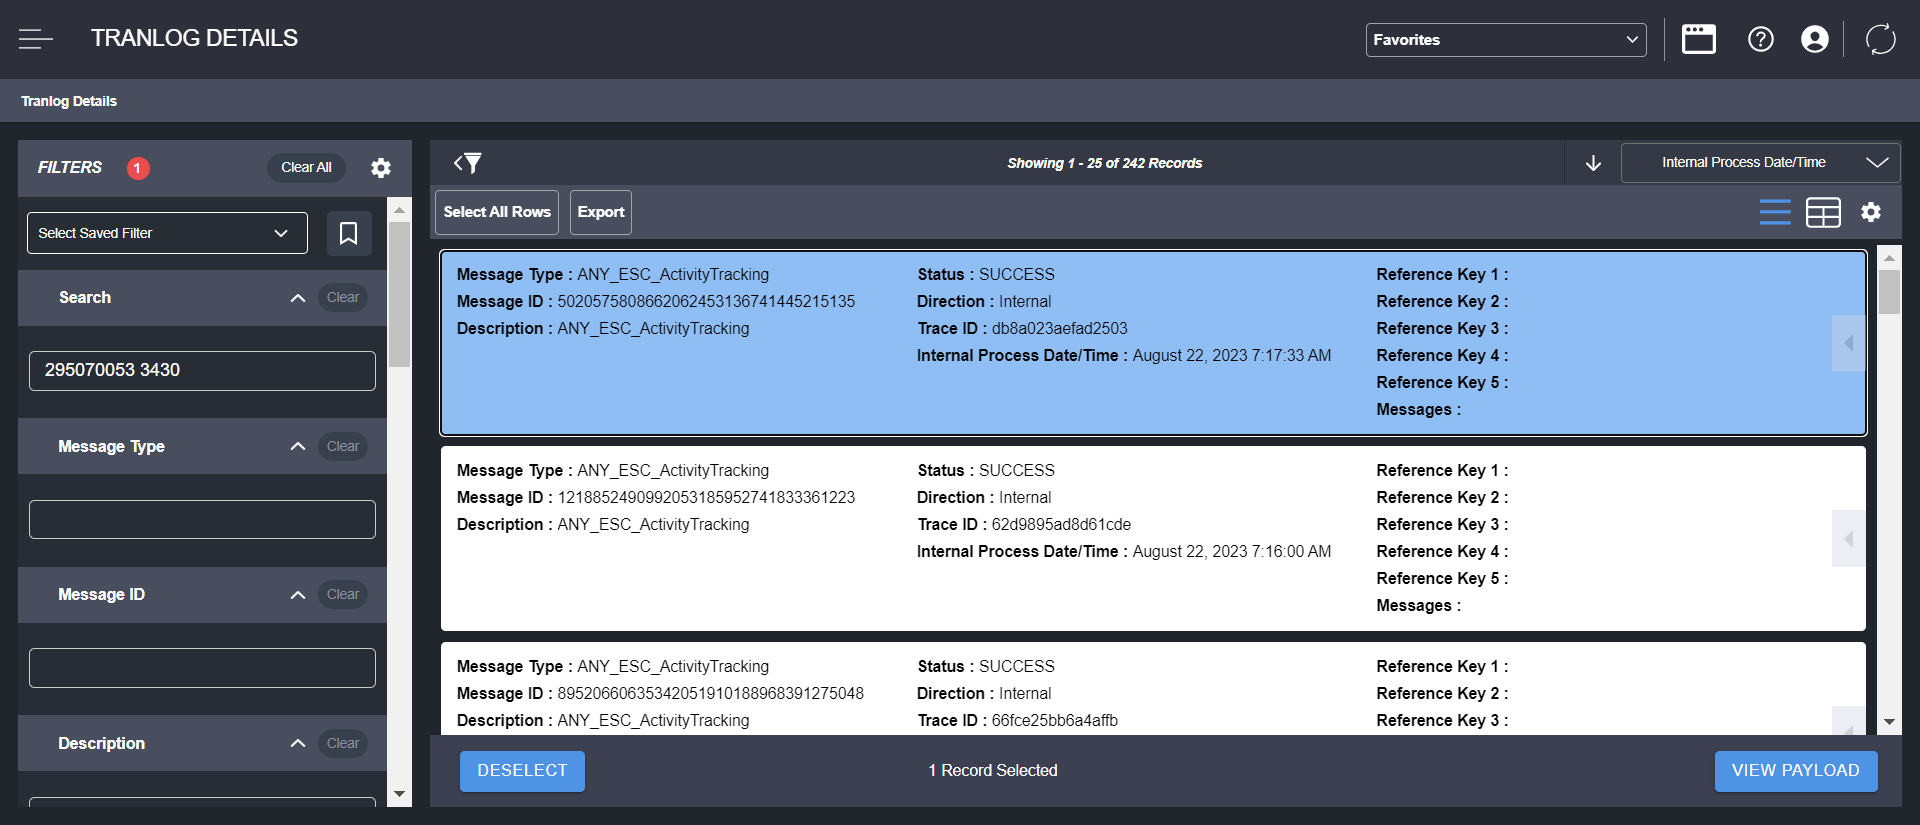 TRANLOG DETAILS
Favorites
Tranlog Details
FILTERS 1 Clear All
Select Saved Filter
Search Clear
295070053 3430
Message Type Clear
Message ID Clear
Description Clear
Showing 1 - 25 of 242 Records
Internal Process Date/Time
Select All Rows Export
Message Type : ANY_ESC_ActivityTracking
Message ID : 50205758086620624531367414452​15135
Description : ANY_ESC_ActivityTracking
Status : SUCCESS
Direction : Internal
Trace ID : db8a023aefad2503
Internal Process Date/Time : August 22, 2023 7:17:33 AM
Reference Key 1 :
Reference Key 2 :
Reference Key 3 :
Reference Key 4 :
Reference Key 5 :
Messages :
Message Type : ANY_ESC_ActivityTracking
Message ID : 121885249099205318595274183336​1223
Description : ANY_ESC_ActivityTracking
Status : SUCCESS
Direction : Internal
Trace ID : 62d9895ad8d61cde
Internal Process Date/Time : August 22, 2023 7:16:00 AM
Reference Key 1 :
Reference Key 2 :
Reference Key 3 :
Reference Key 4 :
Reference Key 5 :
Messages :
Message Type : ANY_ESC_ActivityTracking
Message ID : 89520660635342051910188968391275048
Description : ANY_ESC_ActivityTracking
Status : SUCCESS
Direction : Internal
Trace ID : 66fce25bb6a4affb
Reference Key 1 :
Reference Key 2 :
Reference Key 3 :
DESELECT
1 Record Selected
VIEW PAYLOAD